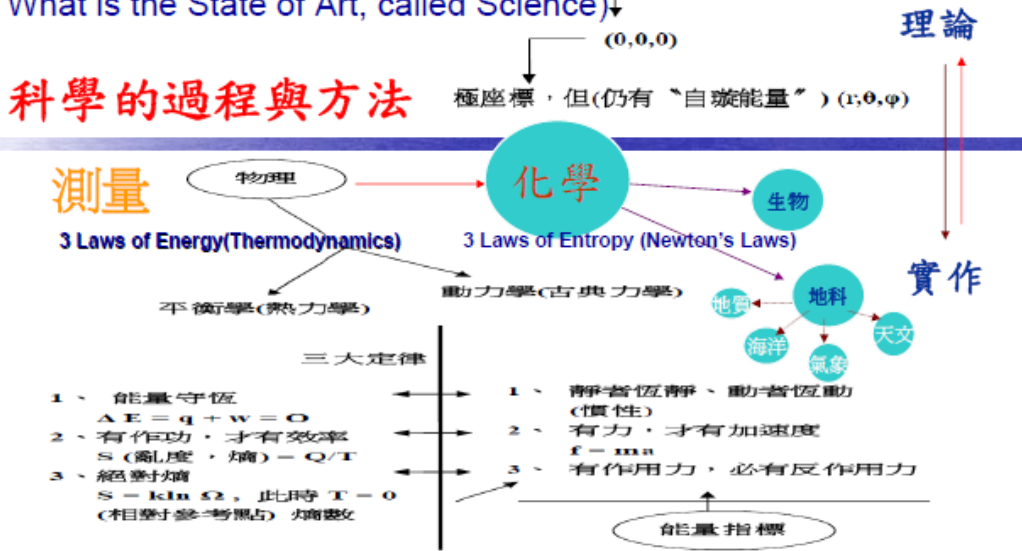 What is the State of Art, called Science)
(0,0,0)
理論
科學的過程與方法
極座標，但(仍有〝自璇能量〞) (r,θ,φ)
測量
物理
化學
生物
3 Laws of Energy(Thermodynamics)
3 Laws of Entropy (Newton's Laws)
實作
平衡學(熱力學)
動力學(古典力學)
地科
地質
海洋
氣象
天文
三大定律
1、 能量守恆
ΔE = q + w = O
2、有作功，才有效率
S (亂度，熵) = Q/T
3、絕對熵
S = kln Ω, 此時 T = 0
(相對參考點) 熵數
1、 靜者恆靜、動者恆動
(慣性)
2、 有力，才有加速度
f = ma
3、 有作用力，必有反作用力
能量指標